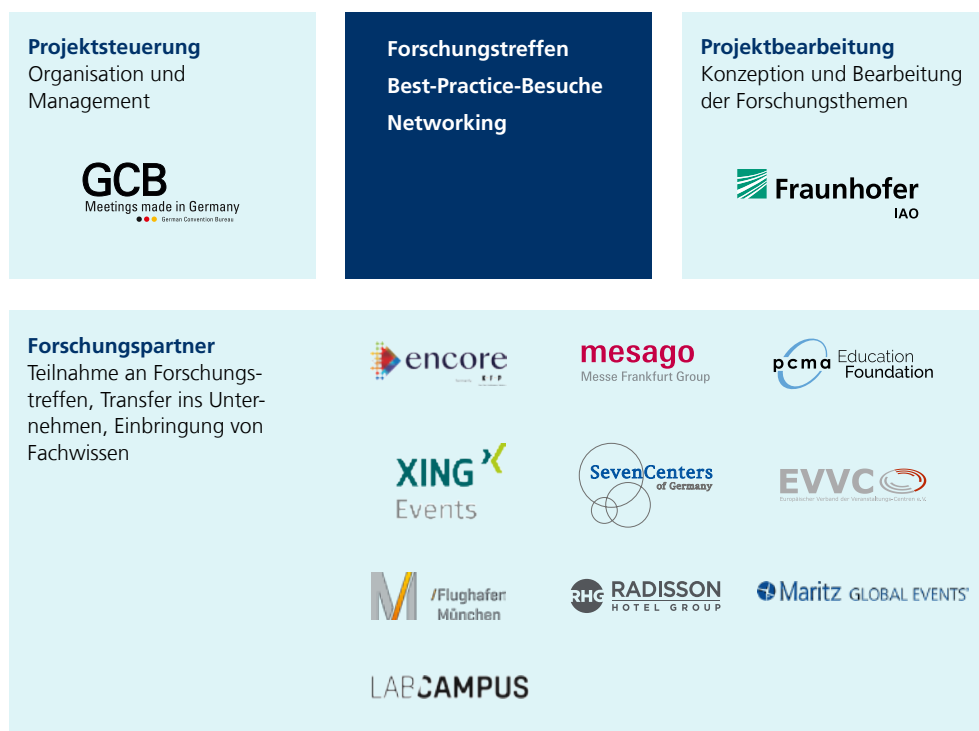 Projektsteuerung
Organisation und
Management
GCB
Meetings made in Germany
German Convention Bureau
Forschungstreffen
Best-Practice-Besuche
Networking
Projektbearbeitung
Konzeption und Bearbeitung
der Forschungsthemen
Fraunhofer
IAO
Forschungspartner
Teilnahme an Forschungs-
treffen, Transfer ins Unter-
nehmen, Einbringung von
Fachwissen
encore
KFP
mesago
Messe Frankfurt Group
pcma Education
Foundation
XING
Events
SevenCenters
of Germany
EVVC
Europäischer Verband der Veranstaltungs-Centren e.V.
M /Flughafen
München
RHG RADISSON
HOTEL GROUP
Maritz GLOBAL EVENTS®
LABCAMPUS